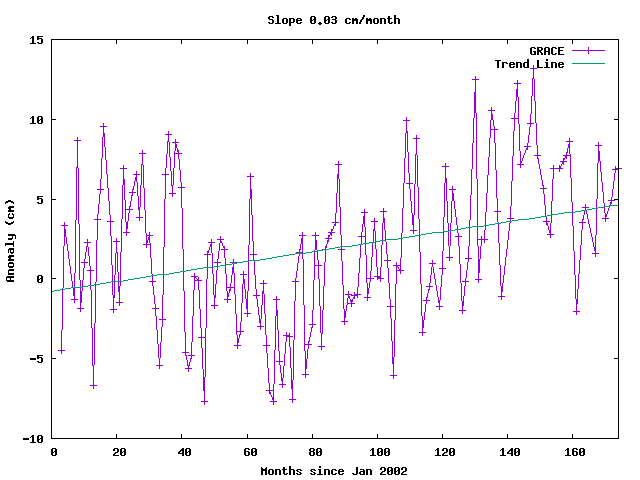 Slope 0.03 cm/month
15
GRACE
Trend Line
10
5
Anomaly (cm)
0
-5
-10
0 20 40 60 80 100 120 140 160
Months since Jan 2002